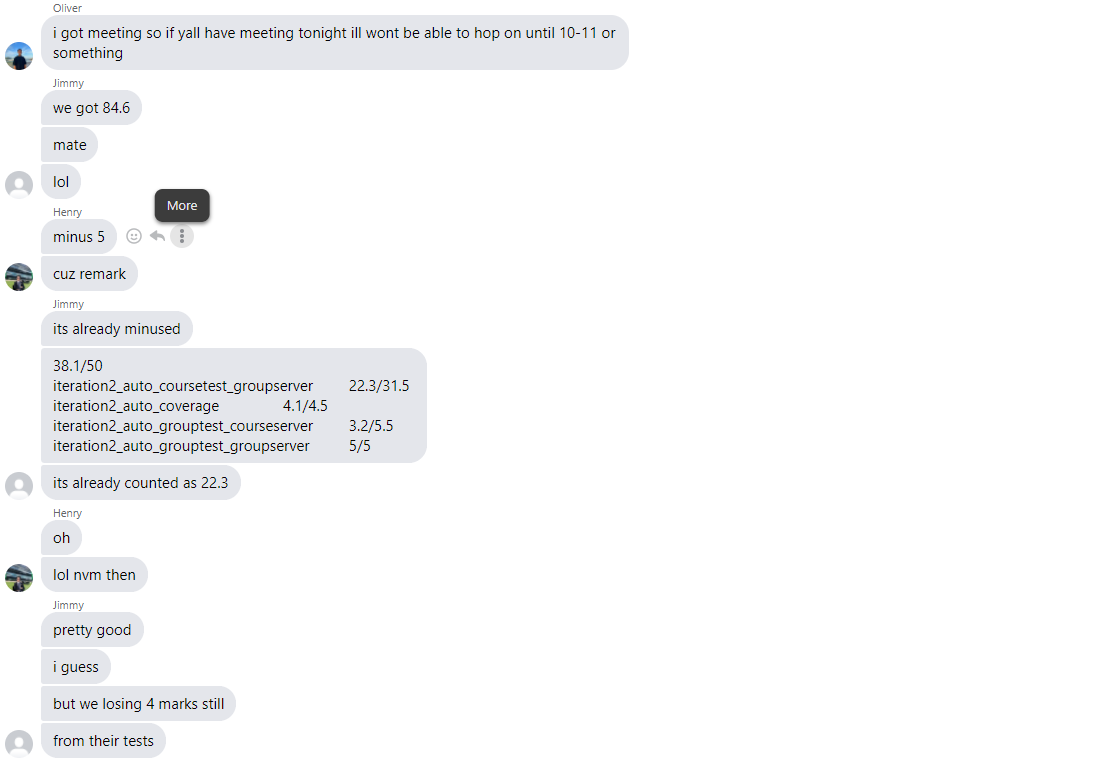 Oliver
i got meeting so if yall have meeting tonight ill wont be able to hop on until 10-11 or
something
Jimmy
we got 84.6
mate
lol
More
Henry
minus 5
cuz remark
Jimmy
its already minused
38.1/50
iteration2_auto_coursetest_groupserver 22.3/31.5
iteration2_auto_coverage 4.1/4.5
iteration2_auto_grouptest_courseserver 3.2/5.5
iteration2_auto_grouptest_groupserver 5/5
its already counted as 22.3
Henry
oh
lol nvm then
Jimmy
pretty good
i guess
but we losing 4 marks still
from their tests